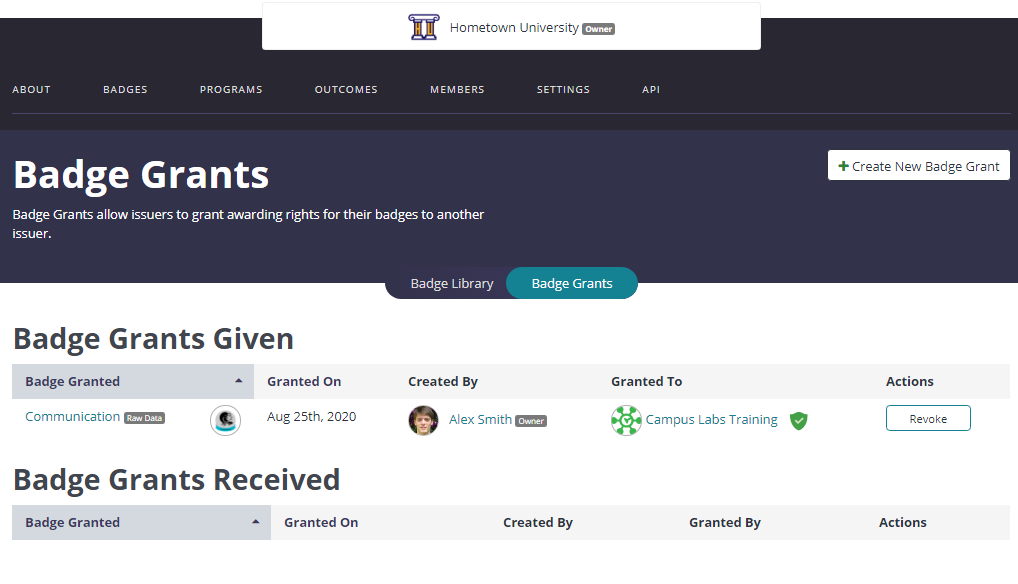 Hometown University Owner
ABOUT BADGES PROGRAMS OUTCOMES MEMBERS SETTINGS API
Badge Grants
Create New Badge Grant
Badge Grants allow issuers to grant awarding rights for their badges to another
issuer.
Badge Library Badge Grants
Badge Grants Given
Badge Granted Granted On Created By Granted To Actions
Communication Raw Data Aug 25th, 2020 Alex Smith Owner Campus Labs Training Revoke
Badge Grants Received
Badge Granted Granted On Created By Granted By Actions